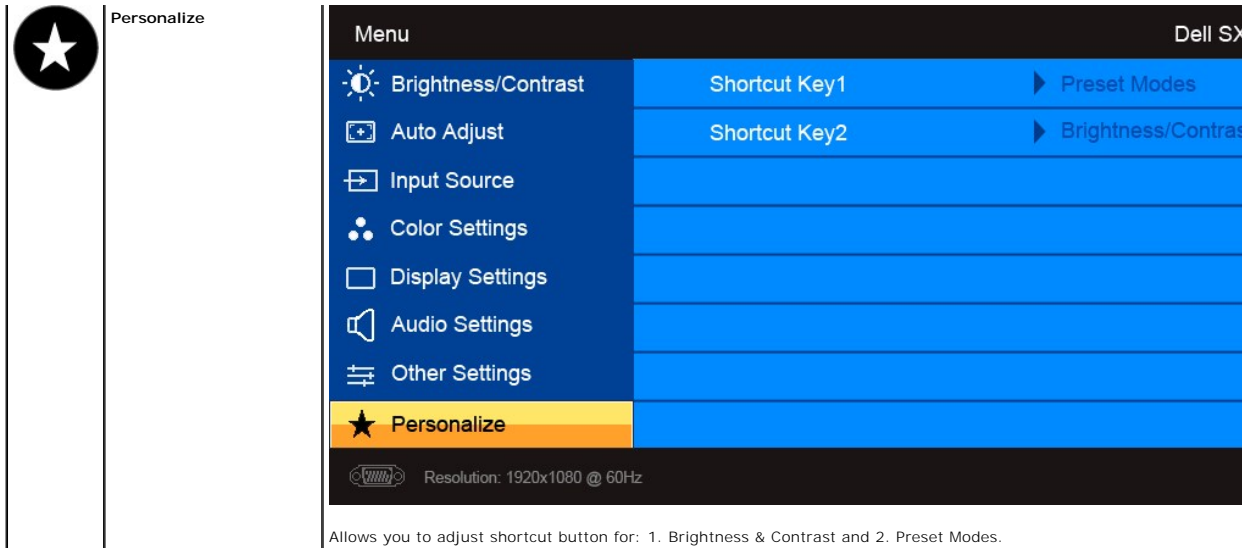 Personalize
Menu
Dell SX
Brightness/Contrast
Shortcut Key1
Preset Modes
Auto Adjust
Shortcut Key2
Brightness/Contras
Input Source
Color Settings
Display Settings
Audio Settings
Other Settings
Personalize
Resolution: 1920x1080 @ 60Hz
Allows you to adjust shortcut button for: 1. Brightness & Contrast and 2. Preset Modes.